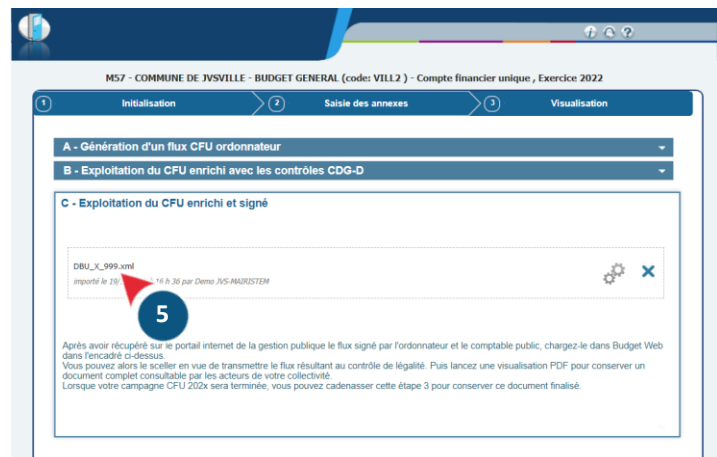 M57 - COMMUNE DE JVSVILLE - BUDGET GENERAL (code: VILL2 ) - Compte financier unique , Exercice 2022
1 Initialisation 2 Saisie des annexes 3 Visualisation
A - Génération d'un flux CFU ordonnateur
B - Exploitation du CFU enrichi avec les contrôles CDG-D
C - Exploitation du CFU enrichi et signé
DBU_X_999.xml
importé le 19/ 16 h 36 par Demo JVS-MAIRISTEM
5
Après avoir récupéré sur le portail internet de la gestion publique le flux signé par l'ordonnateur et le comptable public, chargez-le dans Budget Web
dans l'encadré ci-dessus.
Vous pouvez alors le sceller en vue de transmettre le flux résultant au contrôle de légalité. Puis lancez une visualisation PDF pour conserver un
document complet consultable par les acteurs de votre collectivité.
Lorsque votre campagne CFU 202x sera terminée, vous pouvez cadenasser cette étape 3 pour conserver ce document finalisé.